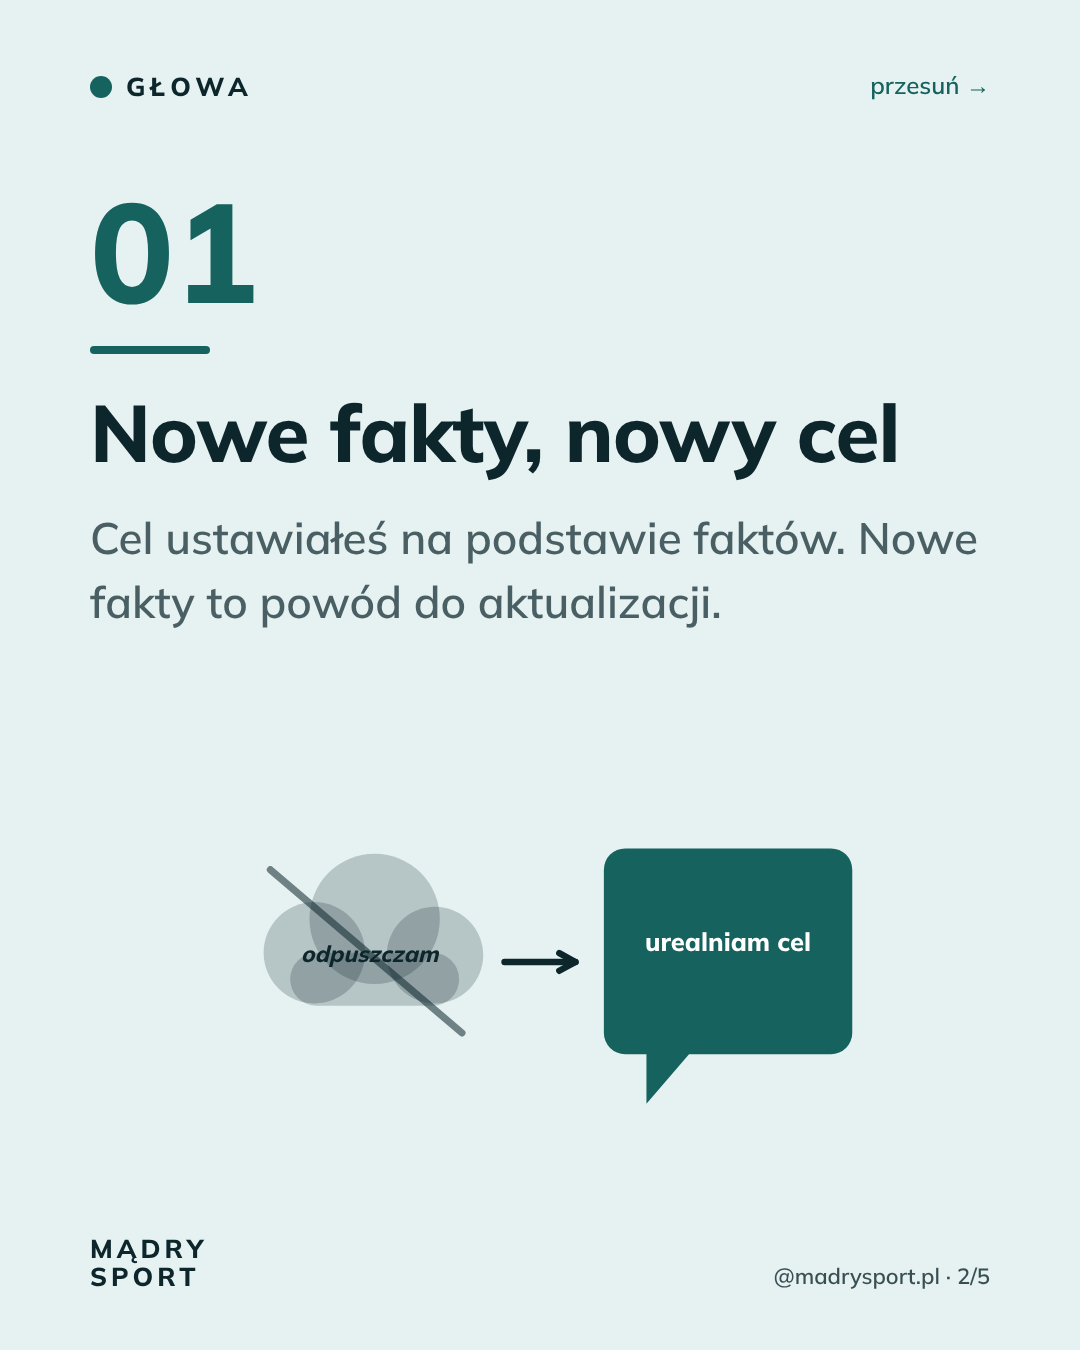 GŁOWA
przesuń →
01
Nowe fakty, nowy cel
Cel ustawiałeś na podstawie faktów. Nowe
fakty to powód do aktualizacji.
odpuszczam
urealniam cel
MĄDRY
SPORT
@madrysport.pl · 2/5